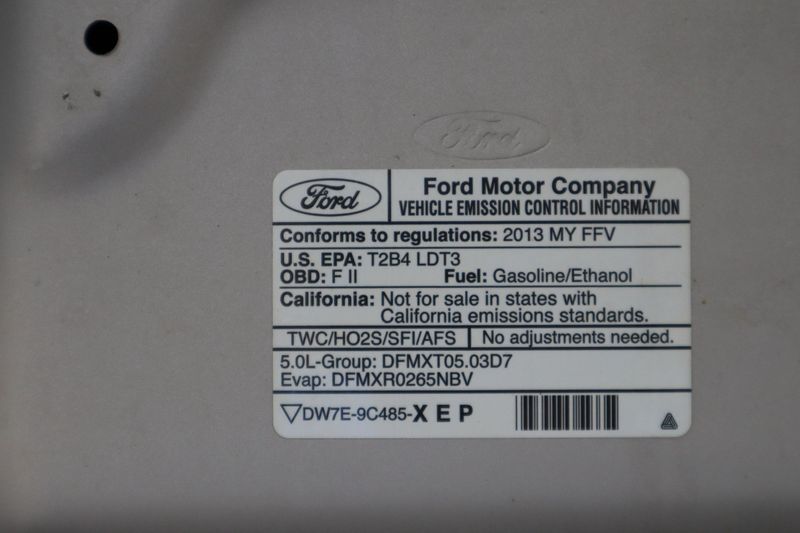 Ford
Ford
Ford Motor Company
VEHICLE EMISSION CONTROL INFORMATION
Conforms to regulations: 2013 MY FFV
U.S. EPA: T2B4 LDT3
OBD: F II Fuel: Gasoline/Ethanol
California: Not for sale in states with
California emissions standards.
TWC/HO2S/SFI/AFS No adjustments needed.
5.0L-Group: DFMXT05.03D7
Evap: DFMXR0265NBV
DW7E-9C485-XEP